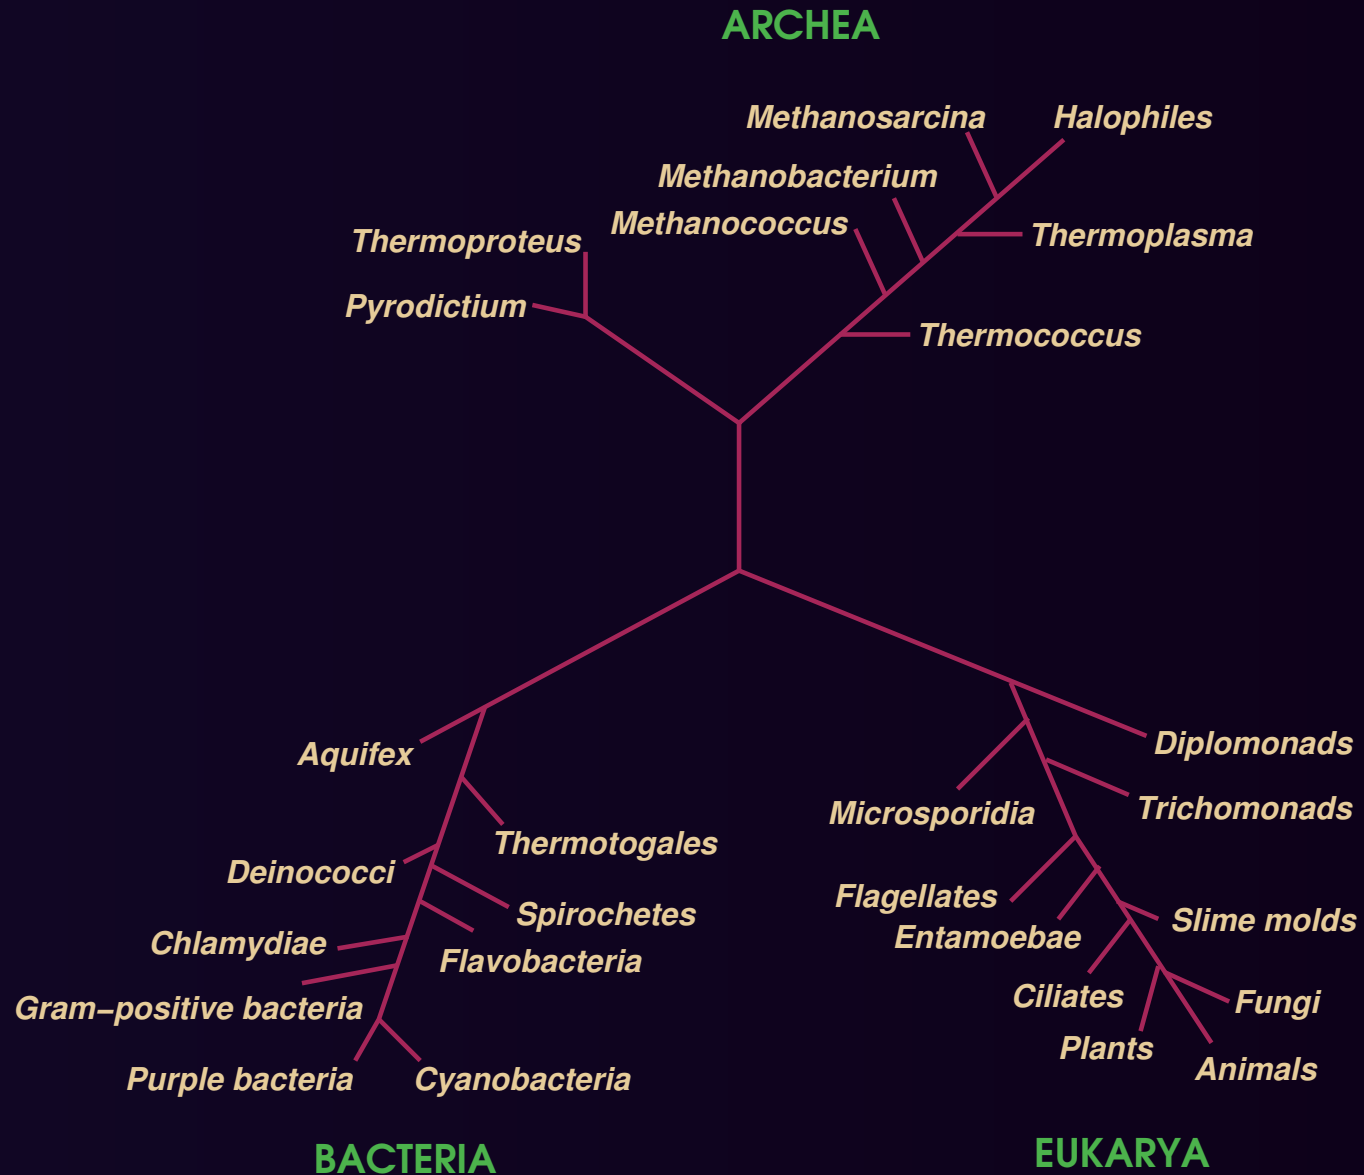 ARCHEA
Methanosarcina
Halophiles
Methanobacterium
Methanococcus
Thermoproteus
Thermoplasma
Pyrodictium
Thermococcus
Aquifex
Diplomonads
Microsporidia
Trichomonads
Thermotogales
Deinococci
Flagellates
Spirochetes
Slime molds
Entamoebae
Chlamydiae
Flavobacteria
Ciliates
Fungi
Gram–positive bacteria
Plants
Animals
Purple bacteria
Cyanobacteria
BACTERIA
EUKARYA